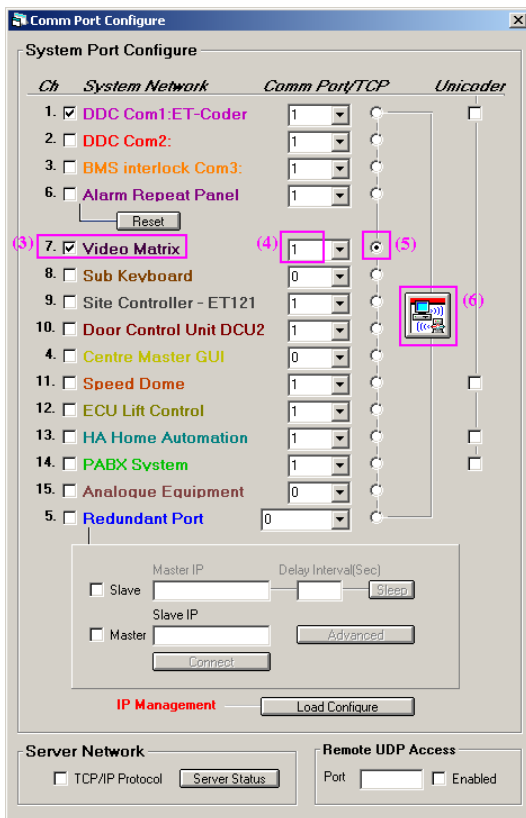 Comm Port Configure
System Port Configure
Ch System Network Comm Port/TCP Unicoder
1. DDC Com1:ET-Coder 1
2. DDC Com2: 1
3. BMS interlock Com3: 1
6. Alarm Repeat Panel 1
Reset
(3) 7. Video Matrix (4) 1 (5)
8. Sub Keyboard 0
9. Site Controller - ET121 1 (6)
10. Door Control Unit DCU2 1
4. Centre Master GUI 0
11. Speed Dome 1
12. ECU Lift Control 1
13. HA Home Automation 1
14. PABX System 1
15. Analogue Equipment 0
5. Redundant Port 0
Master IP Delay Interval(Sec)
Slave Sleep
Slave IP
Master Advanced
Connect
IP Management Load Configure
Server Network Remote UDP Access
TCP/IP Protocol Server Status Port Enabled